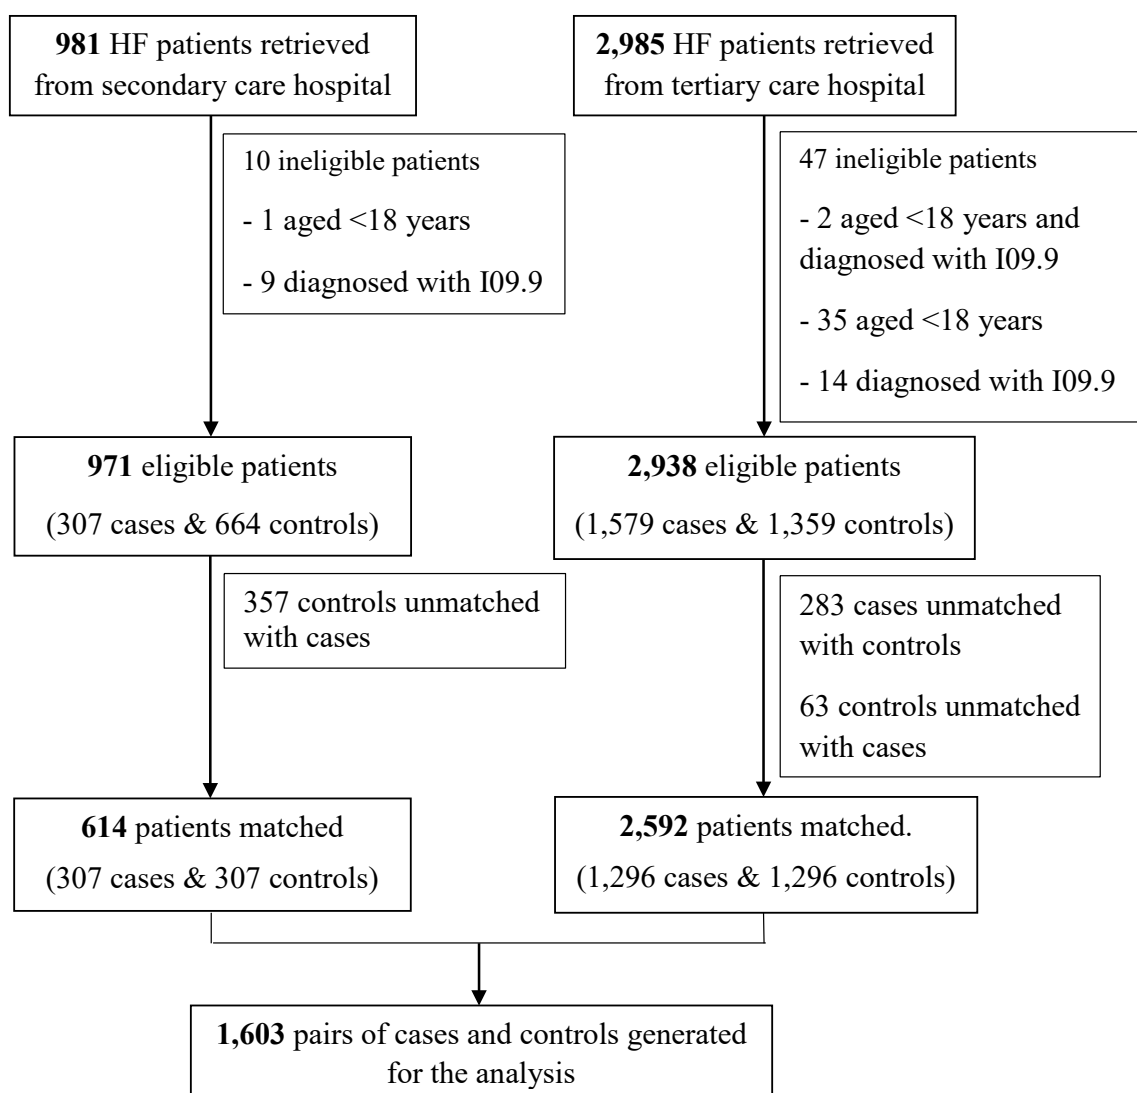 981 HF patients retrieved
from secondary care hospital
2,985 HF patients retrieved
from tertiary care hospital
10 ineligible patients
- 1 aged <18 years
- 9 diagnosed with I09.9
47 ineligible patients
- 2 aged <18 years and
diagnosed with I09.9
- 35 aged <18 years
- 14 diagnosed with I09.9
971 eligible patients
(307 cases & 664 controls)
2,938 eligible patients
(1,579 cases & 1,359 controls)
357 controls unmatched
with cases
283 cases unmatched
with controls
63 controls unmatched
with cases
614 patients matched
(307 cases & 307 controls)
2,592 patients matched.
(1,296 cases & 1,296 controls)
1,603 pairs of cases and controls generated
for the analysis